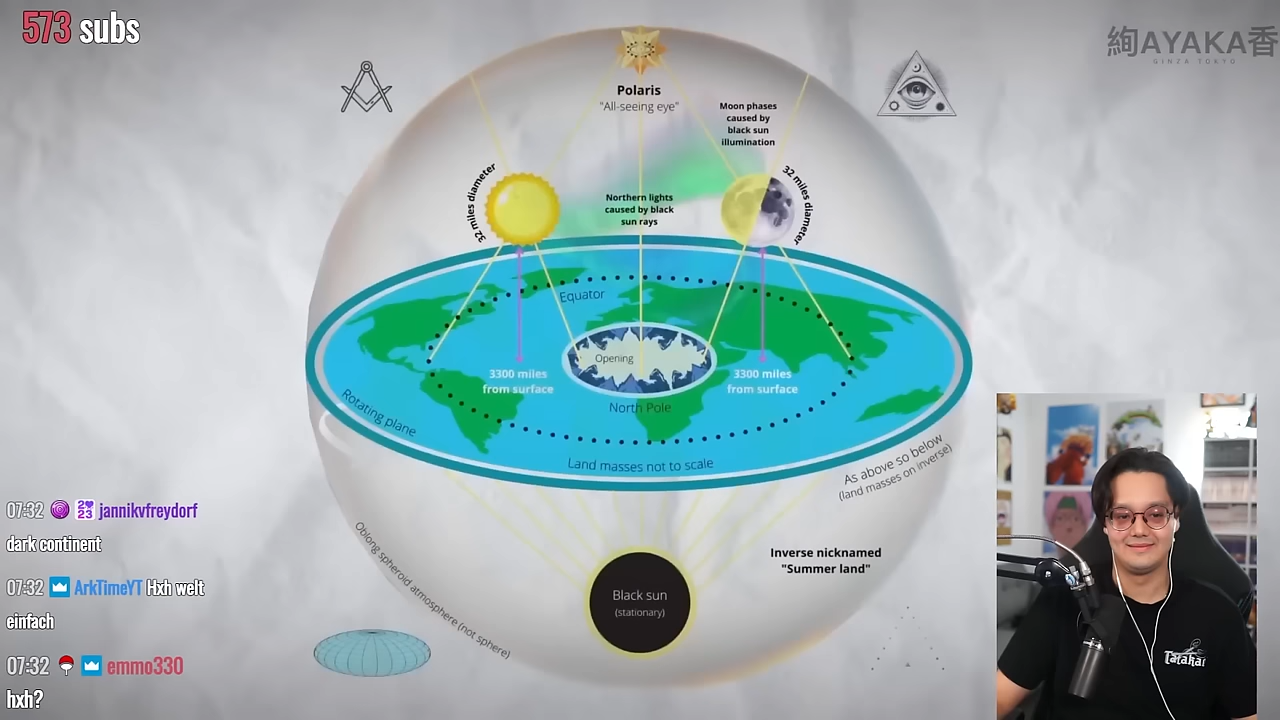 573 subs
絢AYAKA香
GINZA TOKYO
Polaris
"All-seeing eye"
Moon phases
caused by
black sun
illumination
32 miles diameter
Northern lights
caused by black
sun rays
32 miles diameter
Equator
Opening
3300 miles
from surface
3300 miles
from surface
North Pole
Rotating plane
Land masses not to scale
As above so below
(land masses on inverse)
Oblong spheroid atmosphere (not sphere)
Inverse nicknamed
"Summer land"
Black sun
(stationary)
07:32 jannikvfreydorf
dark continent
07:32 ArkTimeYT Hxh welt
einfach
07:32 emmo330
hxh?
Tatakai